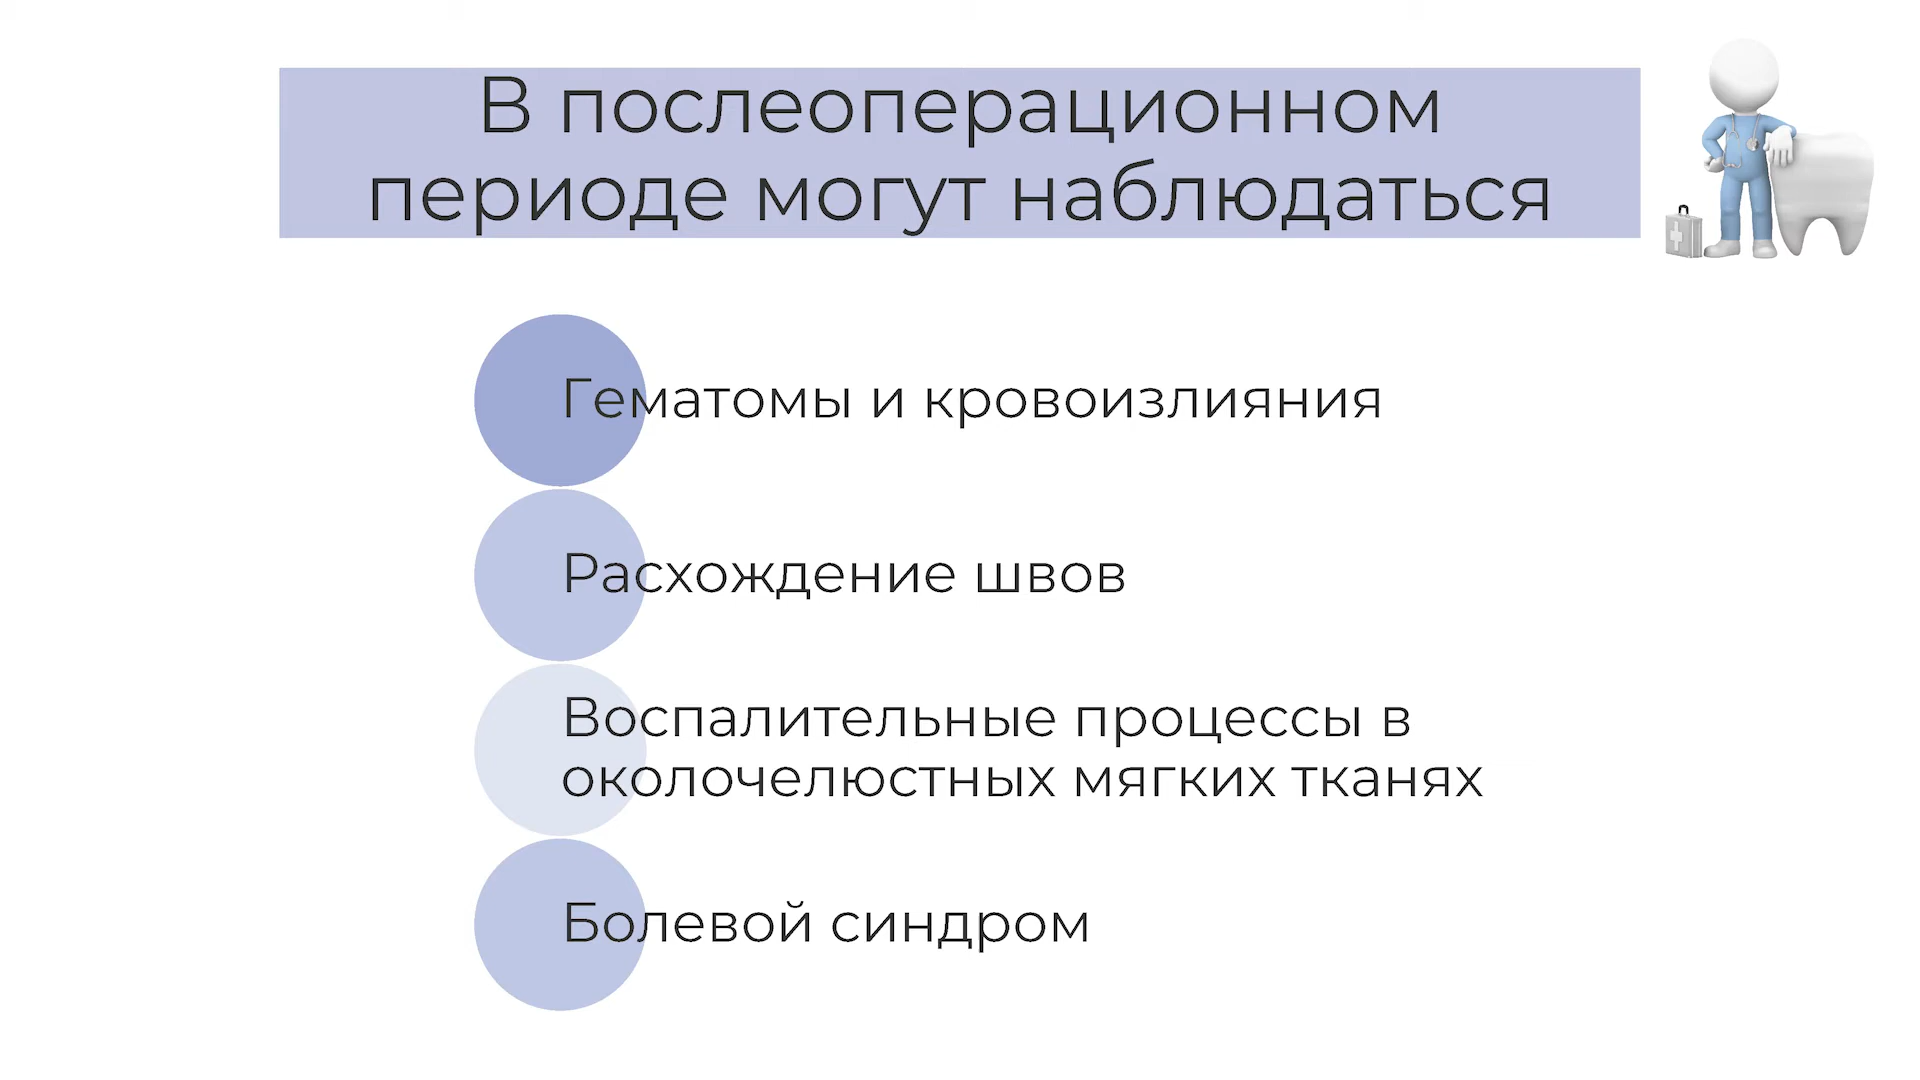 В послеоперационном
периоде могут наблюдаться
Гематомы и кровоизлияния
Расхождение швов
Воспалительные процессы в
околочелюстных мягких тканях
Болевой синдром